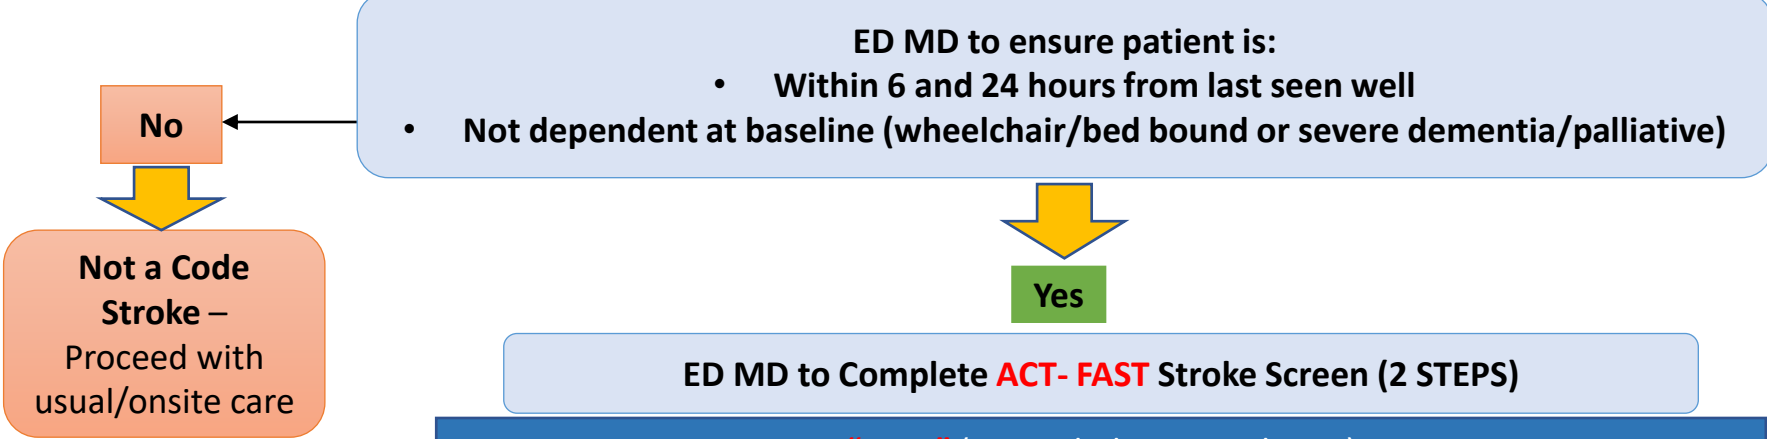 ED MD to ensure patient is:
• Within 6 and 24 hours from last seen well
• Not dependent at baseline (wheelchair/bed bound or severe dementia/palliative)
No
Not a Code
Stroke –
Proceed with
usual/onsite care
Yes
ED MD to Complete ACT- FAST Stroke Screen (2 STEPS)